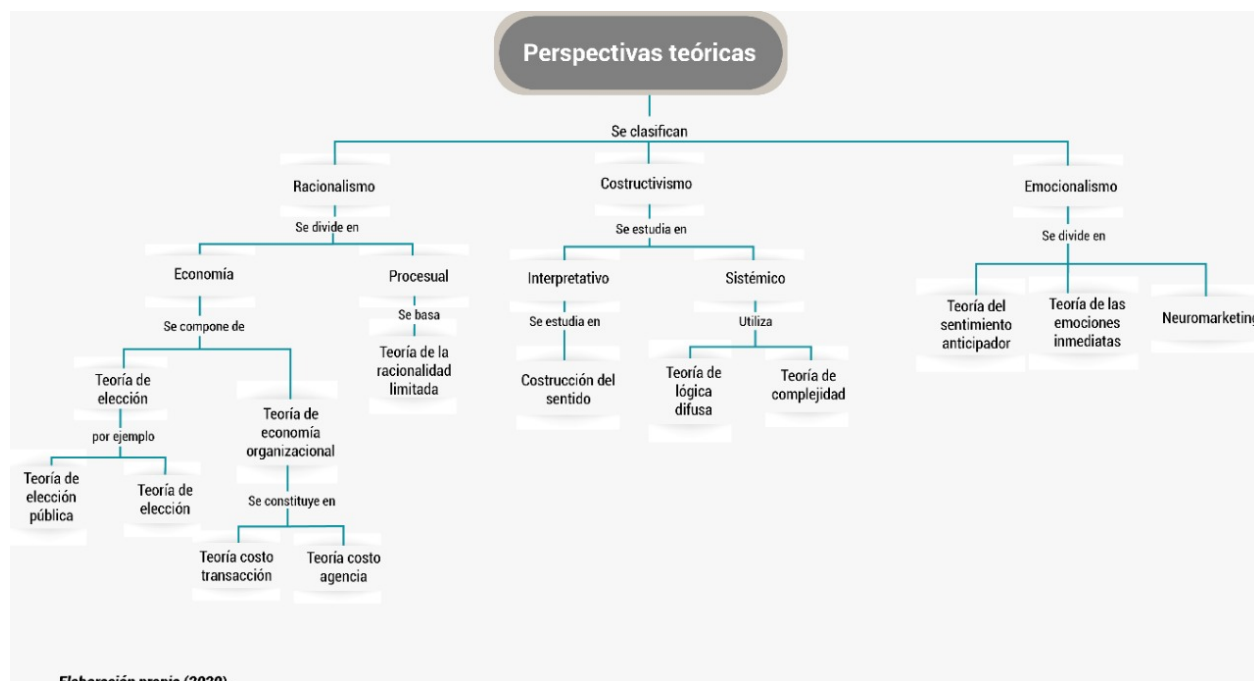 Perspectivas teóricas
Se clasifican
Racionalismo
Costructivismo
Emocionalismo
Se divide en
Se estudia en
Se divide en
Economía
Procesual
Interpretativo
Sistémico
Teoría del
sentimiento
anticipador
Teoría de las
emociones
inmediatas
Neuromarketing
Se compone de
Se basa
Se estudia en
Utiliza
Teoría de la
racionalidad
limitada
Costrucción del
sentido
Teoría de
lógica
difusa
Teoría de
complejidad
Teoría de
elección
Teoría de
economía
organizacional
por ejemplo
Teoría de
elección
pública
Teoría de
elección
Se constituye en
Teoría costo
transacción
Teoría costo
agencia
Elaboración propia (2020)